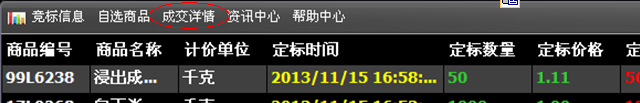 竞标信息 自选商品 成交详情 资讯中心 帮助中心
商品编号 商品名称 计价单位 定标时间 定标数量 定标价格
99L6238 浸出成... 千克 2013/11/15 16:58:... 50 1.11